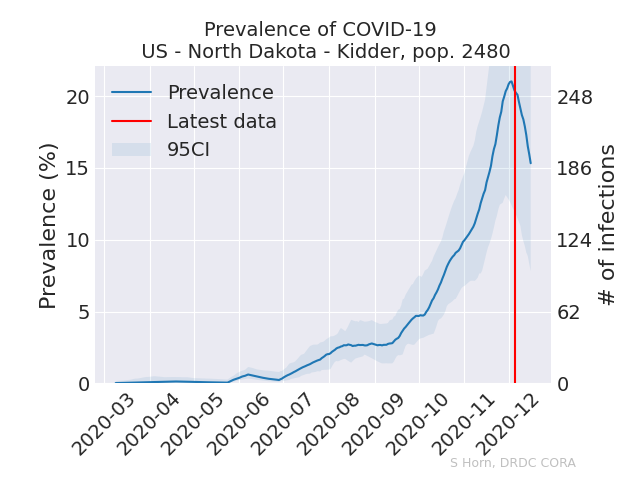 Prevalence of COVID-19
US - North Dakota - Kidder, pop. 2480
Prevalence
Latest data
95CI
Prevalence (%)
20
15
10
5
0
248
186
124
62
0
# of infections
2020-03
2020-04
2020-05
2020-06
2020-07
2020-08
2020-09
2020-10
2020-11
2020-12
S Horn, DRDC CORA